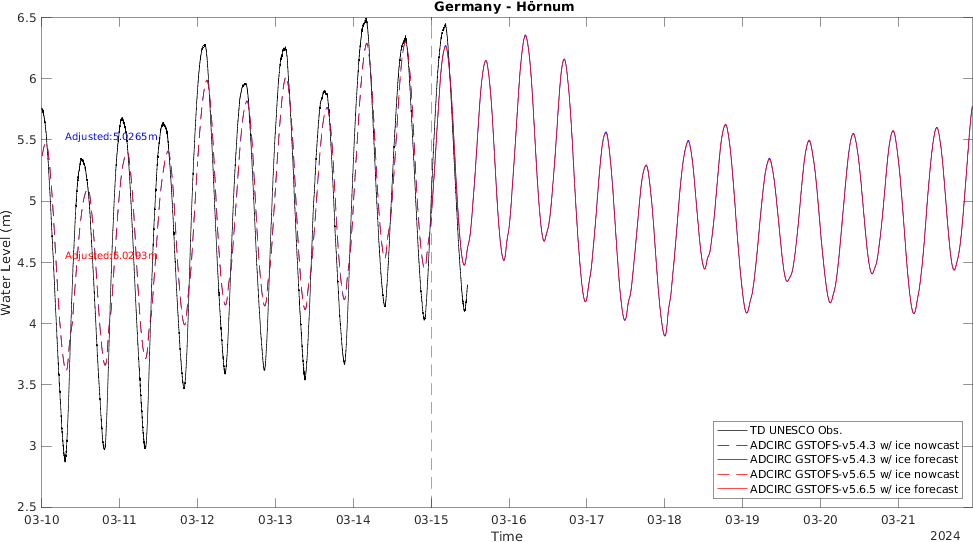 Germany - Hörnum
6.5
6
5.5
5
4.5
4
3.5
3
2.5
Water Level (m)
Adjusted:5.0265m
Adjusted:5.0293m
TD UNESCO Obs.
ADCIRC GSTOFS-v5.4.3 w/ ice nowcast
ADCIRC GSTOFS-v5.4.3 w/ ice forecast
ADCIRC GSTOFS-v5.6.5 w/ ice nowcast
ADCIRC GSTOFS-v5.6.5 w/ ice forecast
03-10 03-11 03-12 03-13 03-14 03-15 03-16 03-17 03-18 03-19 03-20 03-21
Time
2024